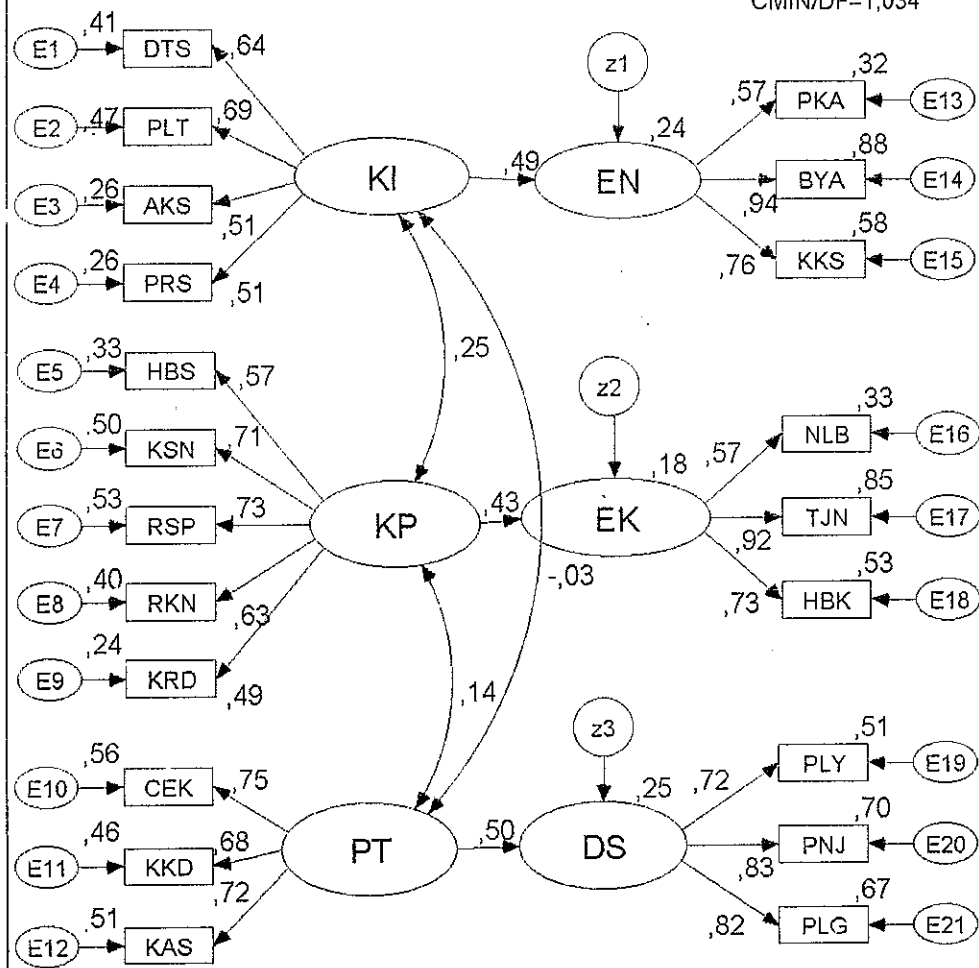 CMIN/DF=1,034
E1 ,41 DTS ,64
E2 ,47 PLT ,69
E3 ,26 AKS ,51
E4 ,26 PRS ,51
KI ,49
z1
EN ,24
,57 PKA ,32 E13
,94 BYA ,88 E14
,76 KKS ,58 E15
,25
E5 ,33 HBS ,57
E6 ,50 KSN ,71
E7 ,53 RSP ,73
E8 ,40 RKN ,63
E9 ,24 KRD ,49
KP ,43
z2
EK ,18
,57 NLB ,33 E16
,92 TJN ,85 E17
,73 HBK ,53 E18
-,03
,14
E10 ,56 CEK ,75
E11 ,46 KKD ,68
E12 ,51 KAS ,72
PT ,50
z3
DS ,25
,72 PLY ,51 E19
,83 PNJ ,70 E20
,82 PLG ,67 E21